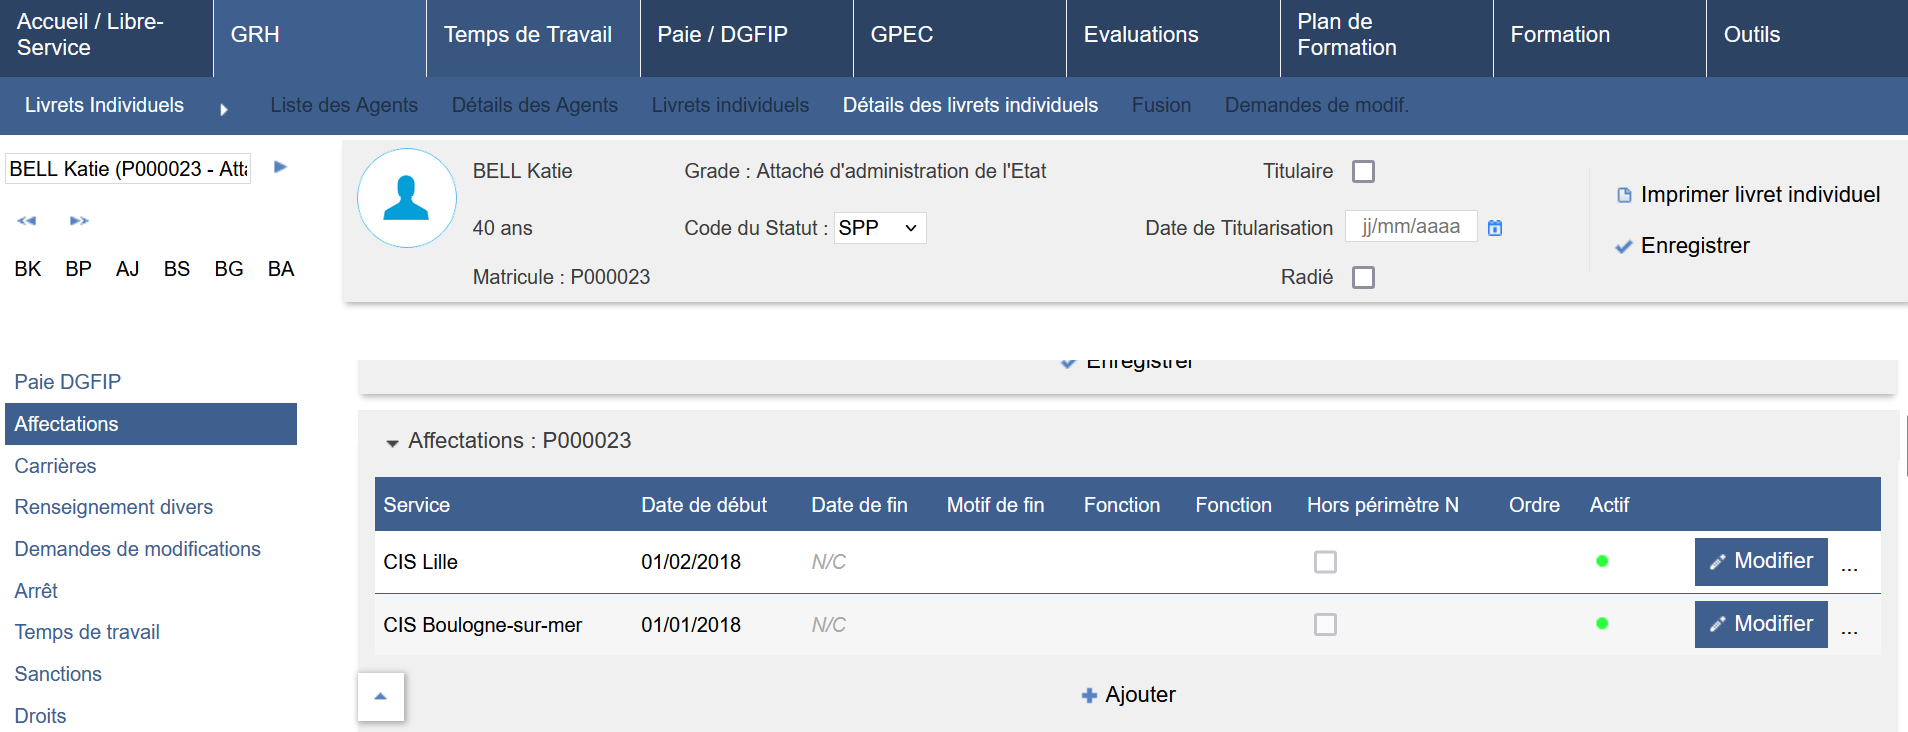 Accueil / Libre-
Service
GRH
Temps de Travail
Paie / DGFIP
GPEC
Evaluations
Plan de
Formation
Formation
Outils
Livrets Individuels
Liste des Agents
Détails des Agents
Livrets individuels
Détails des livrets individuels
Fusion
Demandes de modif.
BELL Katie (P000023 - Atta
BK BP AJ BS BG BA
BELL Katie
Grade : Attaché d'administration de l'Etat
Titulaire
40 ans
Code du Statut : SPP
Date de Titularisation jj/mm/aaaa
Matricule : P000023
Radié
Imprimer livret individuel
Enregistrer
Paie DGFIP
Affectations
Carrières
Renseignement divers
Demandes de modifications
Arrêt
Temps de travail
Sanctions
Droits
Enregistrer
Affectations : P000023
Service Date de début Date de fin Motif de fin Fonction Fonction Hors périmètre N Ordre Actif
CIS Lille 01/02/2018 N/C Modifier ...
CIS Boulogne-sur-mer 01/01/2018 N/C Modifier ...
Ajouter